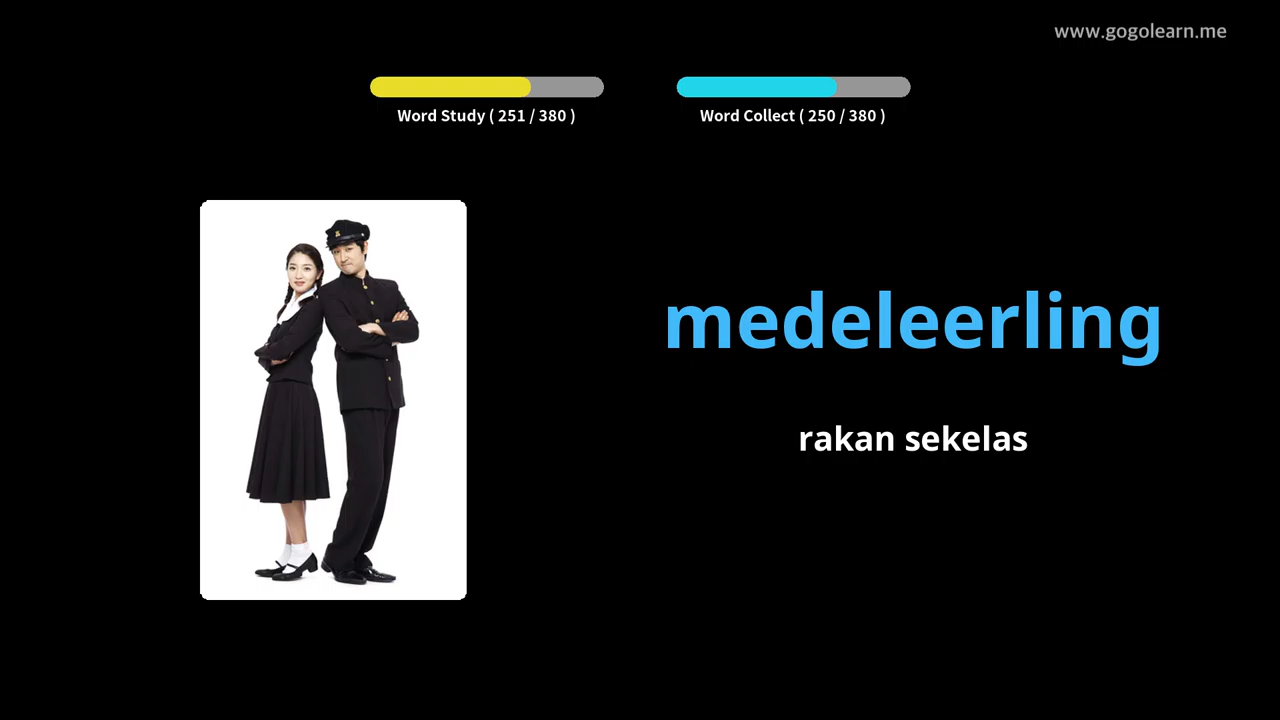 www.gogolearn.me
Word Study ( 251 / 380 )
Word Collect ( 250 / 380 )
medeleerling
rakan sekelas